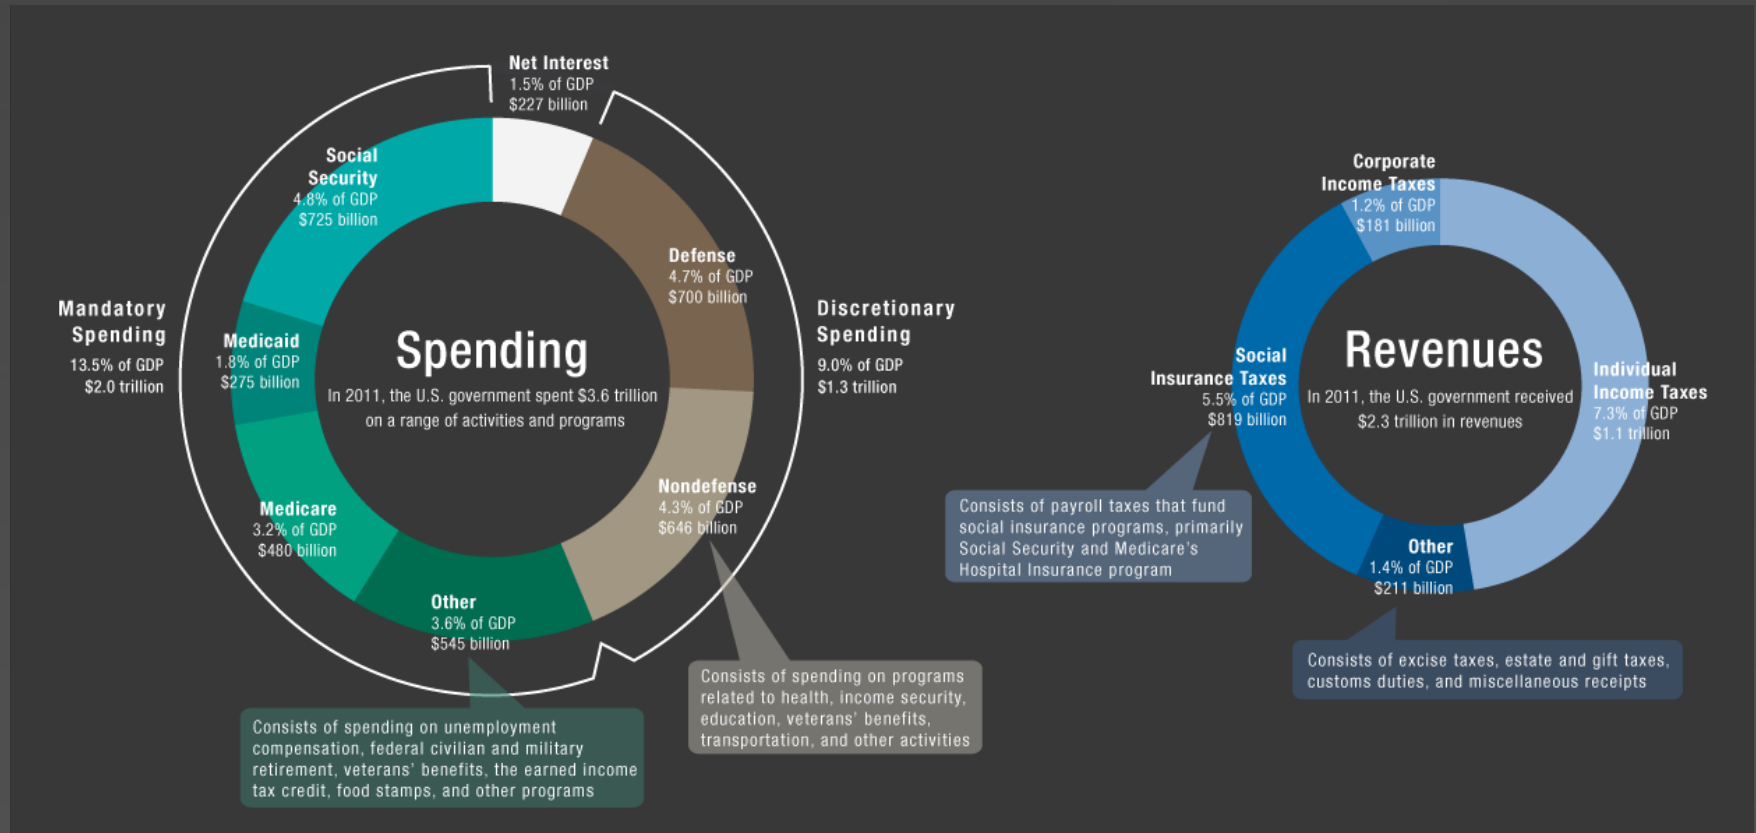 Net Interest
1.5% of GDP
$227 billion
Social
Security
4.8% of GDP
$725 billion
Defense
4.7% of GDP
$700 billion
Mandatory
Spending
13.5% of GDP
$2.0 trillion
Medicaid
1.8% of GDP
$275 billion
Spending
In 2011, the U.S. government spent $3.6 trillion
on a range of activities and programs
Discretionary
Spending
9.0% of GDP
$1.3 trillion
Medicare
3.2% of GDP
$480 billion
Nondefense
4.3% of GDP
$646 billion
Other
3.6% of GDP
$545 billion
Consists of spending on programs
related to health, income security,
education, veterans' benefits,
transportation, and other activities
Consists of spending on unemployment
compensation, federal civilian and military
retirement, veterans' benefits, the earned income
tax credit, food stamps, and other programs
Corporate
Income Taxes
1.2% of GDP
$181 billion
Social
Insurance Taxes
5.5% of GDP
$819 billion
Revenues
In 2011, the U.S. government received
$2.3 trillion in revenues
Individual
Income Taxes
7.3% of GDP
$1.1 trillion
Consists of payroll taxes that fund
social insurance programs, primarily
Social Security and Medicare's
Hospital Insurance program
Other
1.4% of GDP
$211 billion
Consists of excise taxes, estate and gift taxes,
customs duties, and miscellaneous receipts